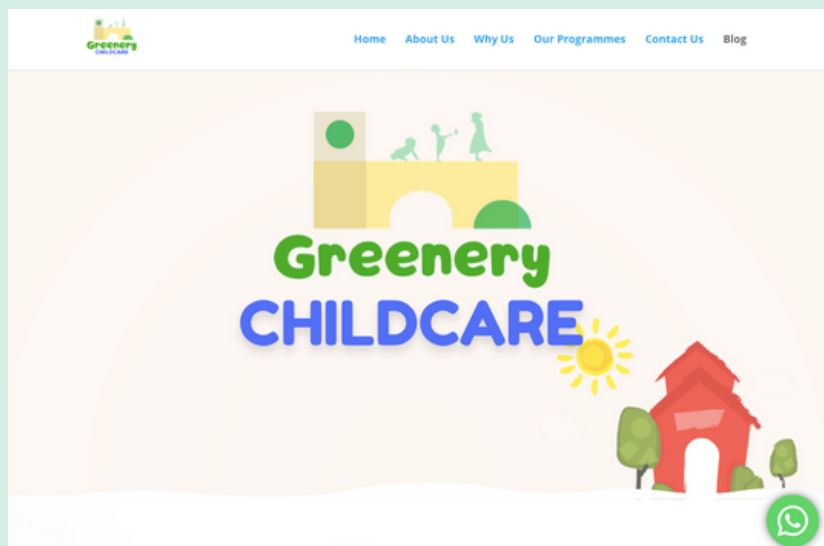 Greenery
CHILDCARE
Home About Us Why Us Our Programmes Contact Us Blog
Greenery
CHILDCARE